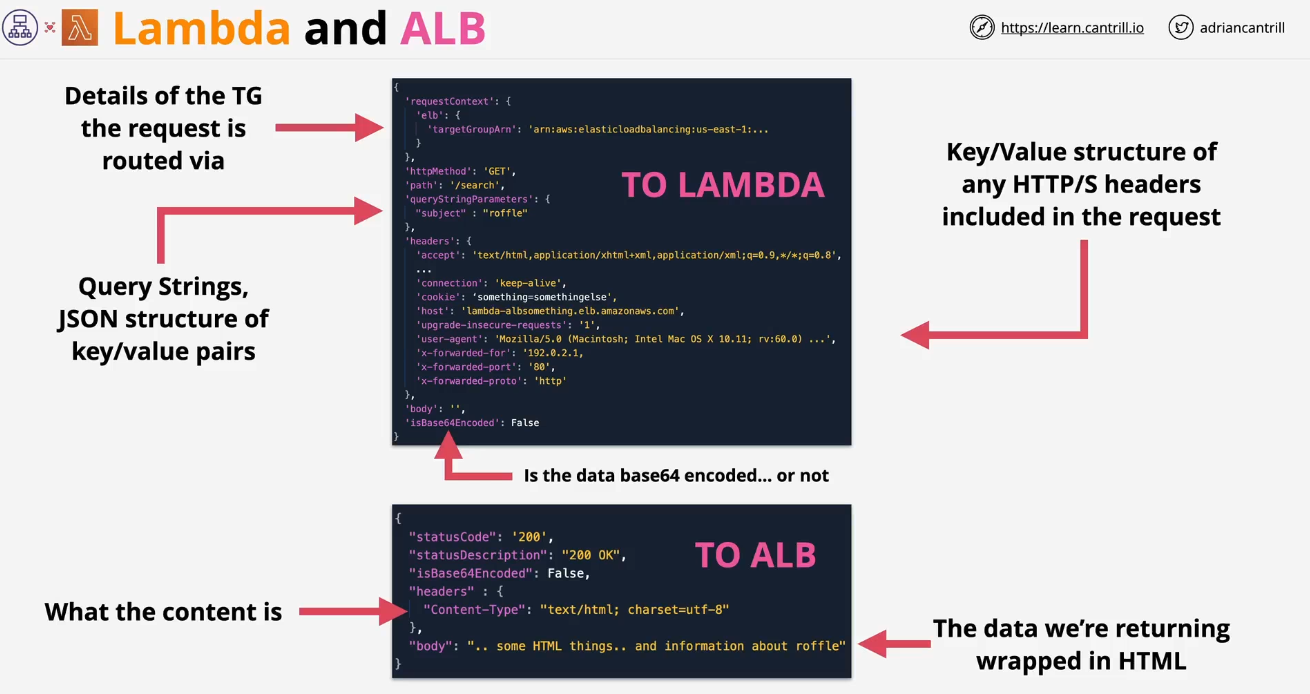 Lambda and ALB
https://learn.cantrill.io
adriancantrill
Details of the TG
the request is
routed via
Query Strings,
JSON structure of
key/value pairs
{
'requestContext': {
'elb': {
'targetGroupArn': 'arn:aws:elasticloadbalancing:us-east-1:...
}
},
'httpMethod': 'GET',
'path': '/search',
'queryStringParameters': {
"subject" : "roffle"
},
'headers': {
'accept': 'text/html,application/xhtml+xml,application/xml;q=0.9,*/*;q=0.8',
...
'connection': 'keep-alive',
'cookie': 'something=somethingelse',
'host': 'lambda-albsomething.elb.amazonaws.com',
'upgrade-insecure-requests': '1',
'user-agent': 'Mozilla/5.0 (Macintosh; Intel Mac OS X 10.11; rv:60.0) ...',
'x-forwarded-for': '192.0.2.1,
'x-forwarded-port': '80',
'x-forwarded-proto': 'http'
},
'body': '',
'isBase64Encoded': False
}
TO LAMBDA
Key/Value structure of
any HTTP/S headers
included in the request
Is the data base64 encoded... or not
What the content is
{
"statusCode": '200',
"statusDescription": "200 OK",
"isBase64Encoded": False,
"headers" : {
"Content-Type": "text/html; charset=utf-8"
},
"body": ".. some HTML things.. and information about roffle"
}
TO ALB
The data we're returning
wrapped in HTML